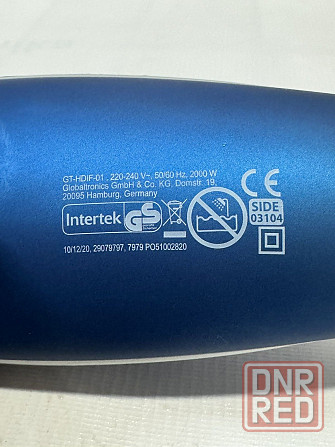 GT-HDIF-01 , 220-240 V~, 50/60 Hz, 2000 W
Globaltronics GmbH & Co. KG, Domstr. 19,
20095 Hamburg, Germany
CE
Intertek
GS
SIDE
03104
10/12/20, 29079797, 7979 PO51002820
DNR
RED